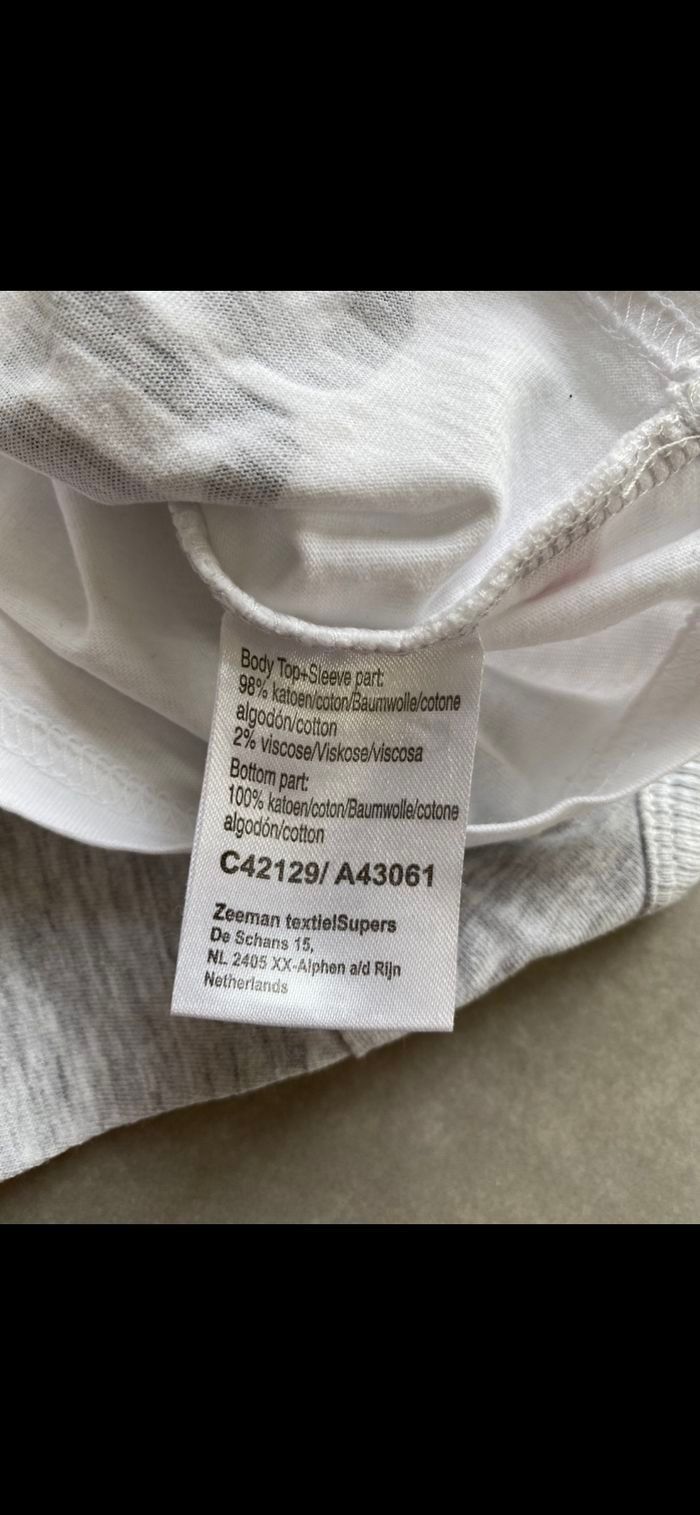 Body Top+Sleeve part:
98% katoen/coton/Baumwolle/cotone
algodón/cotton
2% viscose/Viskose/viscosa
Bottom part:
100% katoen/coton/Baumwolle/cotone
algodón/cotton
C42129/ A43061
Zeeman textielSupers
De Schans 15,
NL 2405 XX-Alphen a/d Rijn
Netherlands